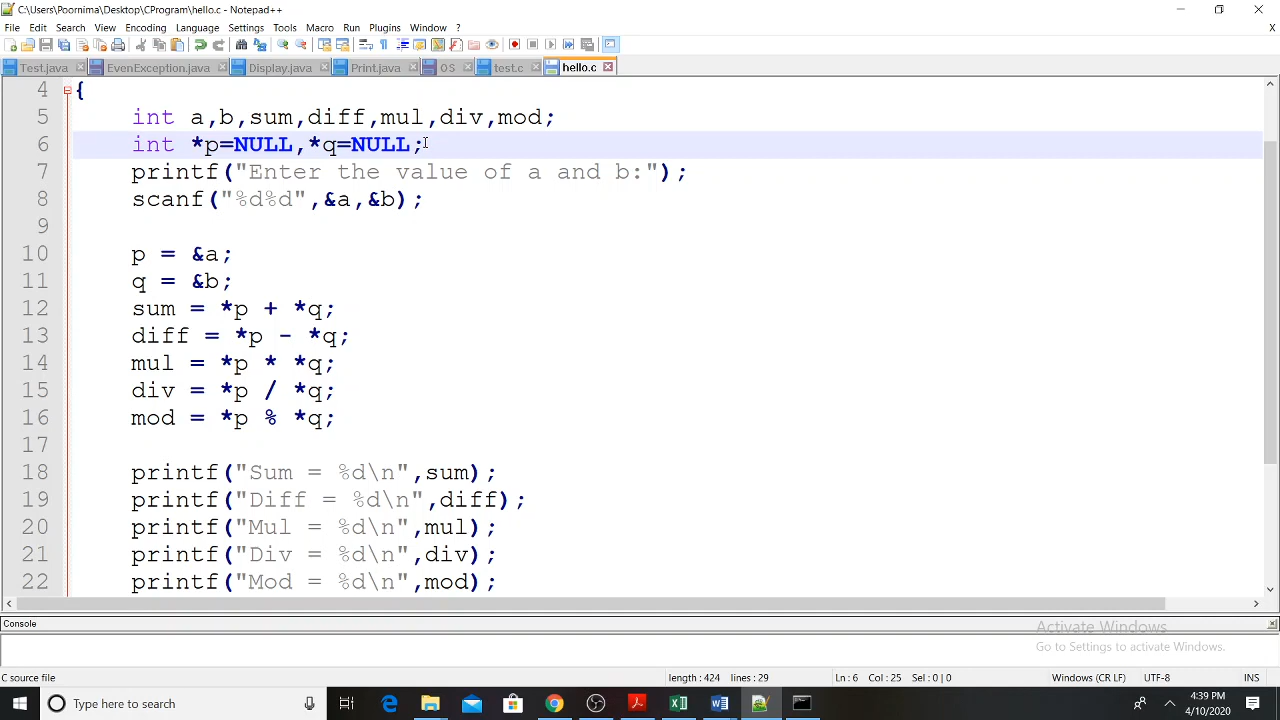 C:\Users\Poornima\Desktop\CProgram\hello.c - Notepad++
File Edit Search View Encoding Language Settings Tools Macro Run Plugins Window ?
Test.java EvenException.java Display.java Print.java OS test.c hello.c
4 {
5 int a,b,sum,diff,mul,div,mod;
6 int *p=NULL,*q=NULL;
7 printf("Enter the value of a and b:");
8 scanf("%d%d",&a,&b);
9
10 p = &a;
11 q = &b;
12 sum = *p + *q;
13 diff = *p - *q;
14 mul = *p * *q;
15 div = *p / *q;
16 mod = *p % *q;
17
18 printf("Sum = %d\n",sum);
19 printf("Diff = %d\n",diff);
20 printf("Mul = %d\n",mul);
21 printf("Div = %d\n",div);
22 printf("Mod = %d\n",mod);
Console
Activate Windows
Go to Settings to activate Windows.
C source file length : 424 lines : 29 Ln : 6 Col : 25 Sel : 0 | 0 Windows (CR LF) UTF-8 INS
Type here to search
4:39 PM
4/10/2020